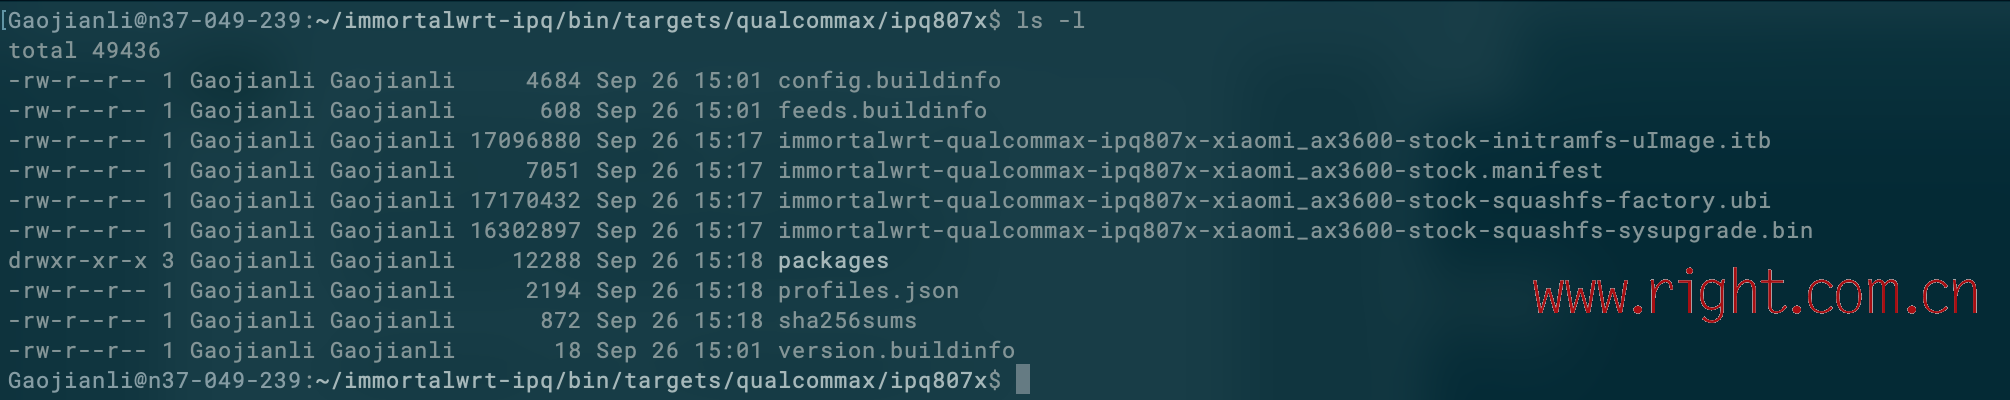 [Gaojianli@n37-049-239:~/immortalwrt-ipq/bin/targets/qualcommax/ipq807x$ ls -l
total 49436
-rw-r--r-- 1 Gaojianli Gaojianli     4684 Sep 26 15:01 config.buildinfo
-rw-r--r-- 1 Gaojianli Gaojianli      608 Sep 26 15:01 feeds.buildinfo
-rw-r--r-- 1 Gaojianli Gaojianli 17096880 Sep 26 15:17 immortalwrt-qualcommax-ipq807x-xiaomi_ax3600-stock-initramfs-uImage.itb
-rw-r--r-- 1 Gaojianli Gaojianli     7051 Sep 26 15:17 immortalwrt-qualcommax-ipq807x-xiaomi_ax3600-stock.manifest
-rw-r--r-- 1 Gaojianli Gaojianli 17170432 Sep 26 15:17 immortalwrt-qualcommax-ipq807x-xiaomi_ax3600-stock-squashfs-factory.ubi
-rw-r--r-- 1 Gaojianli Gaojianli 16302897 Sep 26 15:17 immortalwrt-qualcommax-ipq807x-xiaomi_ax3600-stock-squashfs-sysupgrade.bin
drwxr-xr-x 3 Gaojianli Gaojianli    12288 Sep 26 15:18 packages
-rw-r--r-- 1 Gaojianli Gaojianli     2194 Sep 26 15:18 profiles.json
-rw-r--r-- 1 Gaojianli Gaojianli      872 Sep 26 15:18 sha256sums
-rw-r--r-- 1 Gaojianli Gaojianli       18 Sep 26 15:01 version.buildinfo
Gaojianli@n37-049-239:~/immortalwrt-ipq/bin/targets/qualcommax/ipq807x$
www.right.com.cn